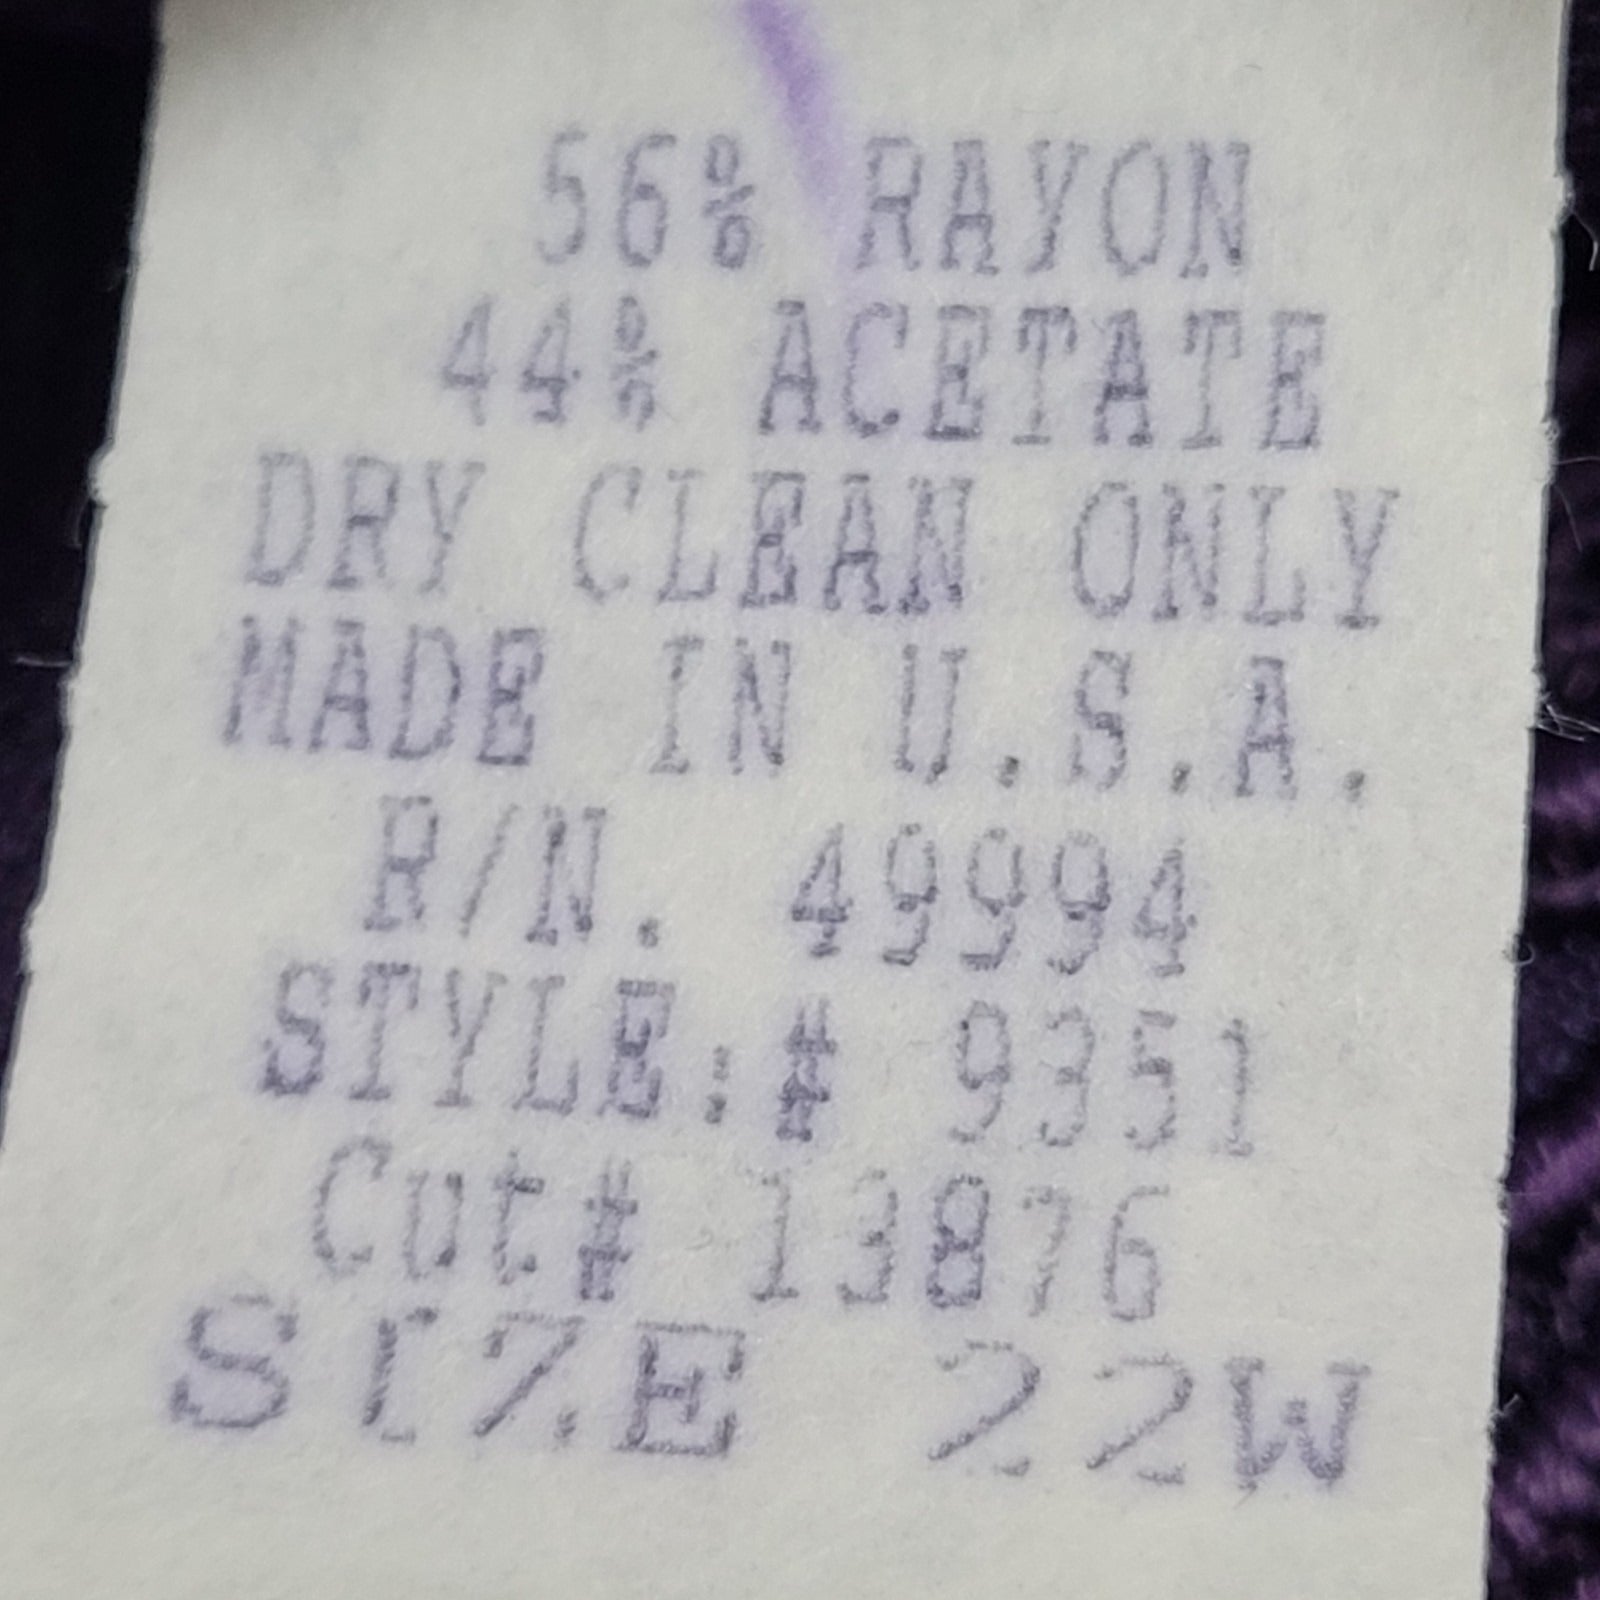 56% RAYON
44% ACETATE
DRY CLEAN ONLY
MADE IN U.S.A.
R/N. 49994
STYLE:# 9351
Cut# 13876
SIZE 22W